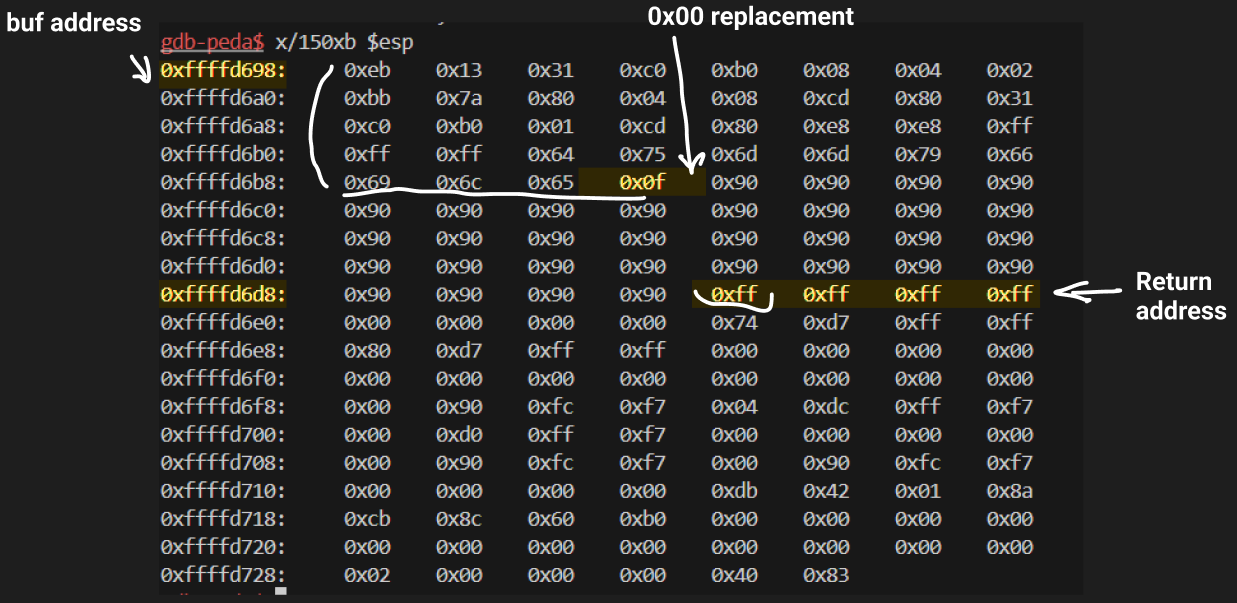 buf address
0x00 replacement
gdb-peda$ x/150xb $esp
0xffffd698: 0xeb 0x13 0x31 0xc0 0xb0 0x08 0x04 0x02
0xffffd6a0: 0xbb 0x7a 0x80 0x04 0x08 0xcd 0x80 0x31
0xffffd6a8: 0xc0 0xb0 0x01 0xcd 0x80 0xe8 0xe8 0xff
0xffffd6b0: 0xff 0xff 0x64 0x75 0x6d 0x6d 0x79 0x66
0xffffd6b8: 0x69 0x6c 0x65 0x0f 0x90 0x90 0x90 0x90
0xffffd6c0: 0x90 0x90 0x90 0x90 0x90 0x90 0x90 0x90
0xffffd6c8: 0x90 0x90 0x90 0x90 0x90 0x90 0x90 0x90
0xffffd6d0: 0x90 0x90 0x90 0x90 0x90 0x90 0x90 0x90
0xffffd6d8: 0x90 0x90 0x90 0x90 0xff 0xff 0xff 0xff
Return
address
0xffffd6e0: 0x00 0x00 0x00 0x00 0x74 0xd7 0xff 0xff
0xffffd6e8: 0x80 0xd7 0xff 0xff 0x00 0x00 0x00 0x00
0xffffd6f0: 0x00 0x00 0x00 0x00 0x00 0x00 0x00 0x00
0xffffd6f8: 0x00 0x90 0xfc 0xf7 0x04 0xdc 0xff 0xf7
0xffffd700: 0x00 0xd0 0xff 0xf7 0x00 0x00 0x00 0x00
0xffffd708: 0x00 0x90 0xfc 0xf7 0x00 0x90 0xfc 0xf7
0xffffd710: 0x00 0x00 0x00 0x00 0xdb 0x42 0x01 0x8a
0xffffd718: 0xcb 0x8c 0x60 0xb0 0x00 0x00 0x00 0x00
0xffffd720: 0x00 0x00 0x00 0x00 0x00 0x00 0x00 0x00
0xffffd728: 0x02 0x00 0x00 0x00 0x40 0x83